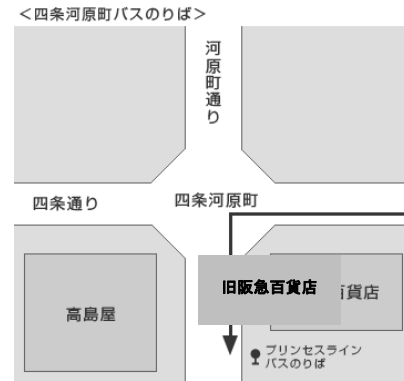 ＜四条河原町バスのりば＞
河原町通り
四条通り
四条河原町
旧阪急百貨店
百貨店
高島屋
プリンセスライン
バスのりば